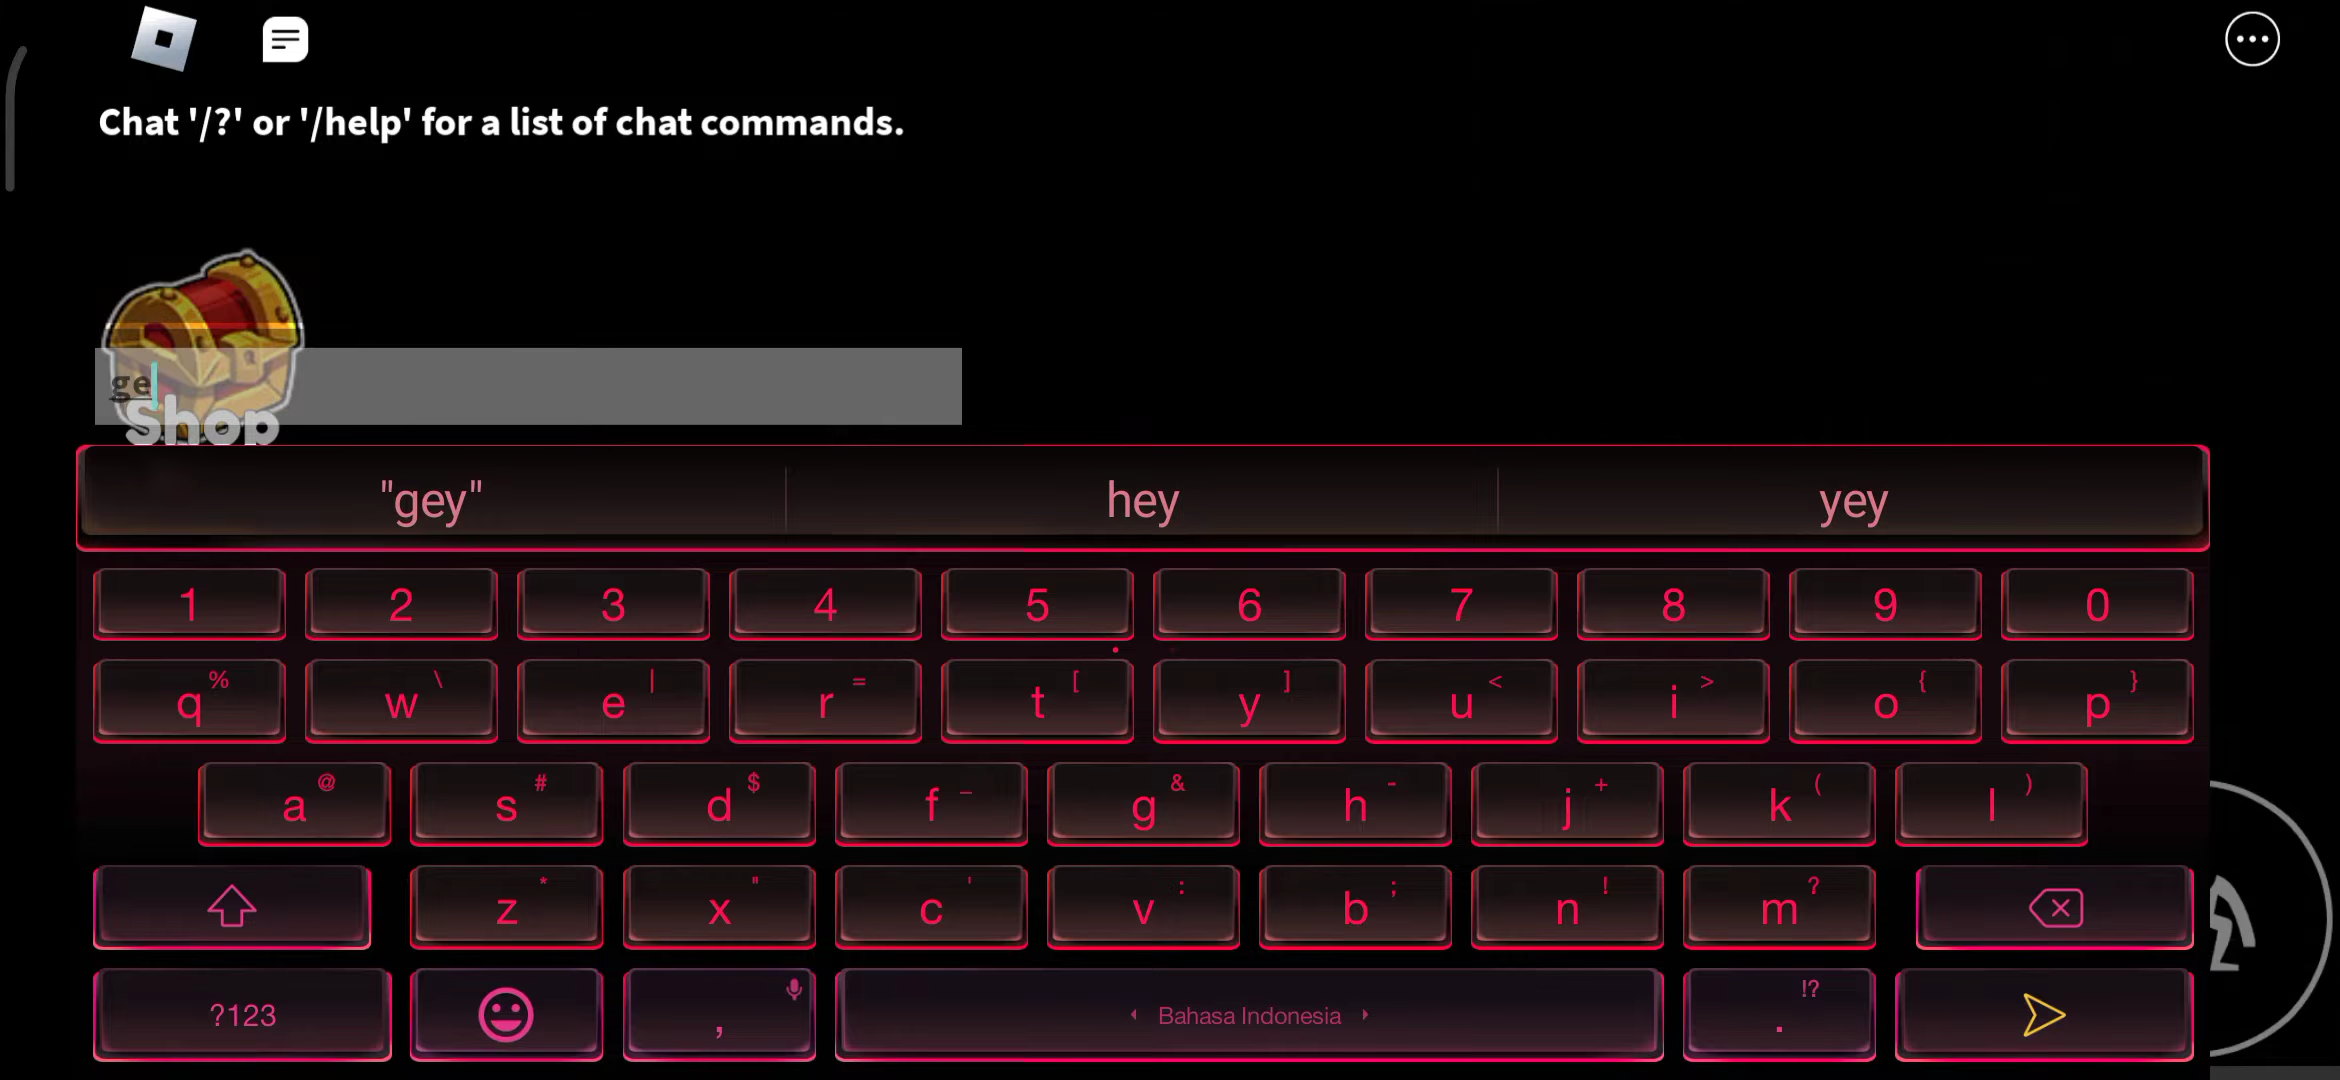 Chat '/?' or '/help' for a list of chat commands.
ge
Shop
"gey" hey yey
1 2 3 4 5 6 7 8 9 0
q % w \ e | r = t [ y ] u < i > o { p }
a @ s # d $ f _ g & h - j + k ( l )
z * x " c ' v : b ; n ! m ?
?123 , Bahasa Indonesia . !?